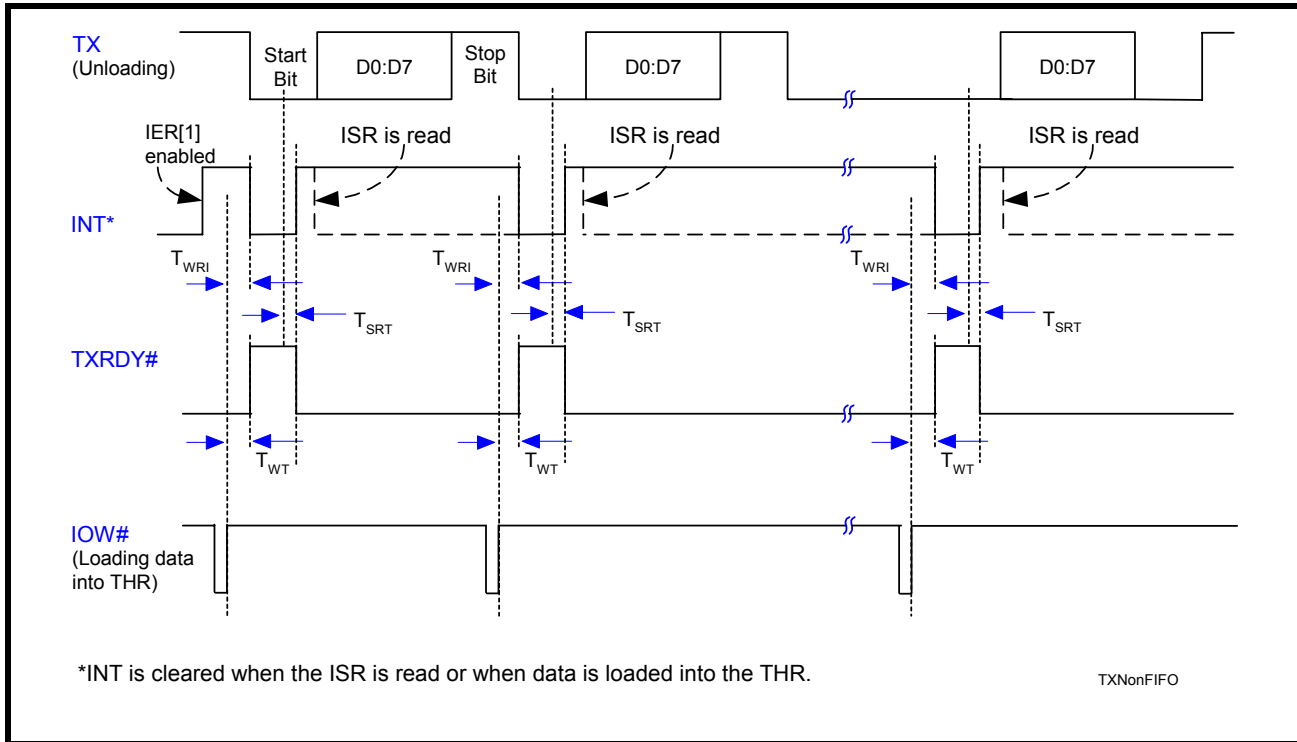 TX
(Unloading)
Start
Bit
D0:D7
Stop
Bit
D0:D7
D0:D7
IER[1]
enabled
ISR is read
ISR is read
ISR is read
INT*
TWRI
TWRI
TWRI
TSRT
TSRT
TSRT
TXRDY#
TWT
TWT
TWT
IOW#
(Loading data
into THR)
*INT is cleared when the ISR is read or when data is loaded into the THR.
TXNonFIFO